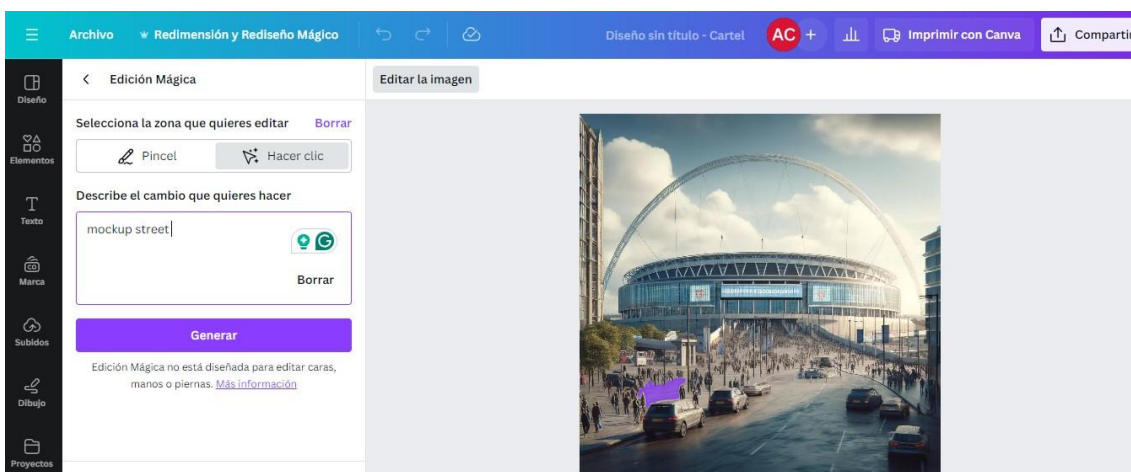 Archivo
Redimensión y Rediseño Mágico
Diseño sin título - Cartel
AC
+
Imprimir con Canva
Compartir
Diseño
Elementos
Texto
CO
Marca
Subidos
Dibujo
Proyectos
Edición Mágica
Selecciona la zona que quieres editar
Borrar
Pincel
Hacer clic
Describe el cambio que quieres hacer
mockup street
G
Borrar
Generar
Edición Mágica no está diseñada para editar caras,
manos o piernas. Más información
Editar la imagen